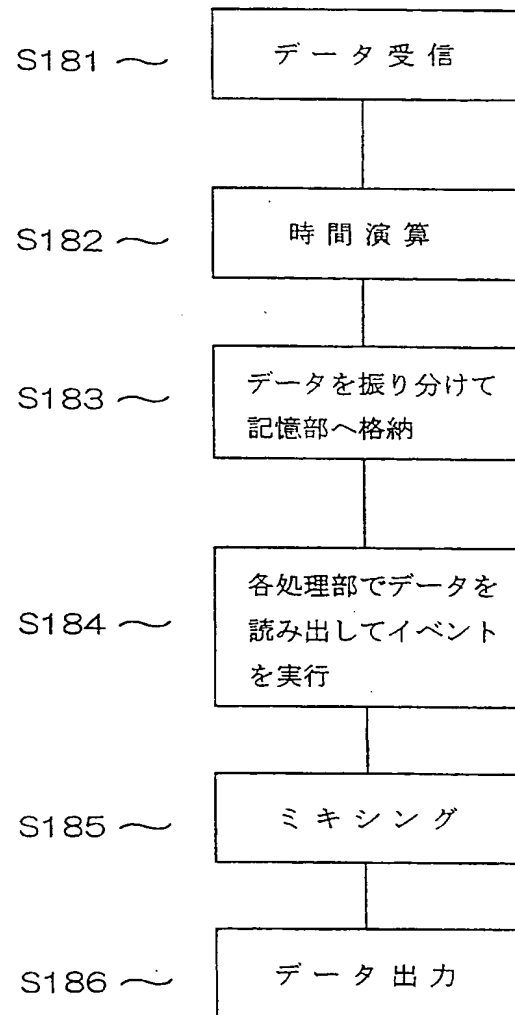 S181 ～ データ受信
S182 ～ 時間演算
S183 ～ データを振り分けて
記憶部へ格納
各処理部でデータを
S184 ～ 読み出してイベント
を実行
S185 ～ ミキシング
S186 ～ データ出力